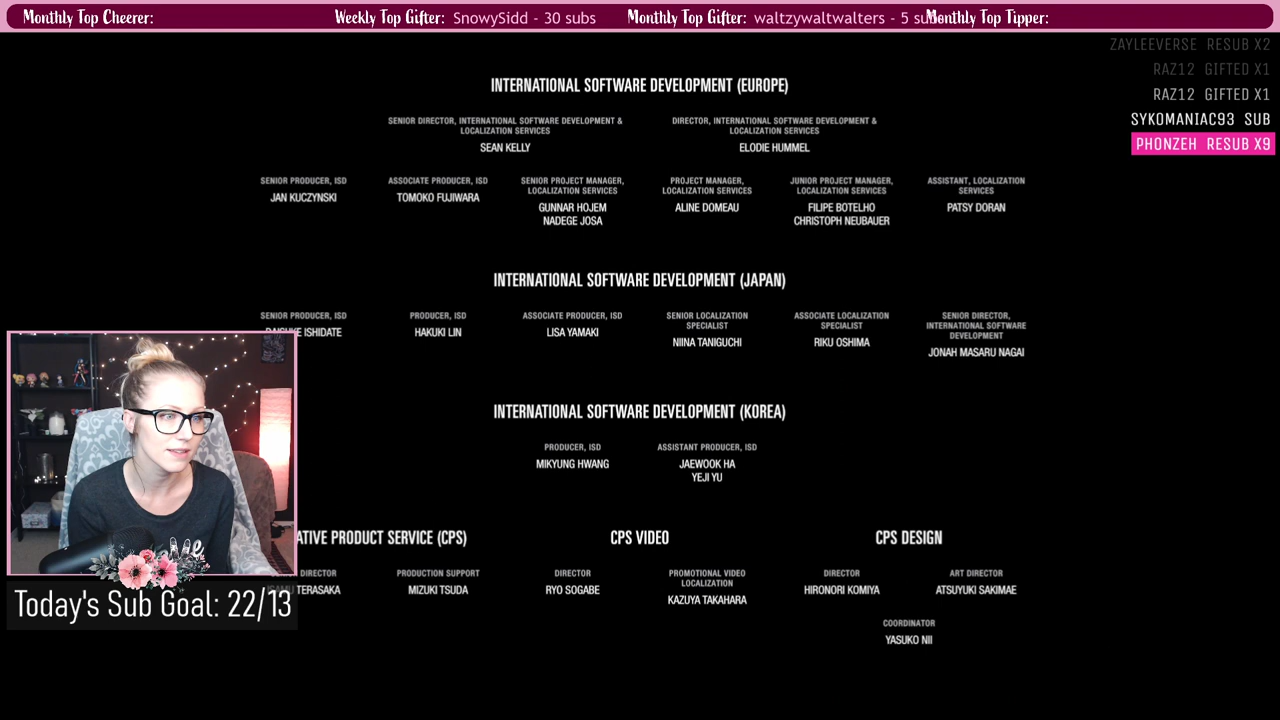 Monthly Top Cheerer:
Weekly Top Gifter: SnowySidd - 30 subs
Monthly Top Gifter: waltzywaltwalters - 5 su
Monthly Top Tipper:
ZAYLEEVERSE RESUB X2
RAZ12 GIFTED X1
RAZ12 GIFTED X1
SYKOMANIAC93 SUB
PHONZEH RESUB X9
INTERNATIONAL SOFTWARE DEVELOPMENT (EUROPE)
SENIOR DIRECTOR, INTERNATIONAL SOFTWARE DEVELOPMENT &
LOCALIZATION SERVICES
SEAN KELLY
DIRECTOR, INTERNATIONAL SOFTWARE DEVELOPMENT &
LOCALIZATION SERVICES
ELODIE HUMMEL
SENIOR PRODUCER, ISD
JAN KUCZYNSKI
ASSOCIATE PRODUCER, ISD
TOMOKO FUJIWARA
SENIOR PROJECT MANAGER,
LOCALIZATION SERVICES
GUNNAR HOJEM
NADEGE JOSA
PROJECT MANAGER,
LOCALIZATION SERVICES
ALINE DOMEAU
JUNIOR PROJECT MANAGER,
LOCALIZATION SERVICES
FILIPE BOTELHO
CHRISTOPH NEUBAUER
ASSISTANT, LOCALIZATION
SERVICES
PATSY DORAN
INTERNATIONAL SOFTWARE DEVELOPMENT (JAPAN)
SENIOR PRODUCER, ISD
DAISUKE ISHIDATE
PRODUCER, ISD
HAKUKI LIN
ASSOCIATE PRODUCER, ISD
LISA YAMAKI
SENIOR LOCALIZATION
SPECIALIST
NIINA TANIGUCHI
ASSOCIATE LOCALIZATION
SPECIALIST
RIKU OSHIMA
SENIOR DIRECTOR,
INTERNATIONAL SOFTWARE
DEVELOPMENT
JONAH MASARU NAGAI
INTERNATIONAL SOFTWARE DEVELOPMENT (KOREA)
PRODUCER, ISD
MIKYUNG HWANG
ASSISTANT PRODUCER, ISD
JAEWOOK HA
YEJI YU
ATIVE PRODUCT SERVICE (CPS)
DIRECTOR
TERASAKA
PRODUCTION SUPPORT
MIZUKI TSUDA
CPS VIDEO
DIRECTOR
RYO SOGABE
PROMOTIONAL VIDEO
LOCALIZATION
KAZUYA TAKAHARA
CPS DESIGN
DIRECTOR
HIRONORI KOMIYA
ART DIRECTOR
ATSUYUKI SAKIMAE
COORDINATOR
YASUKO NII
Today's Sub Goal: 22/13